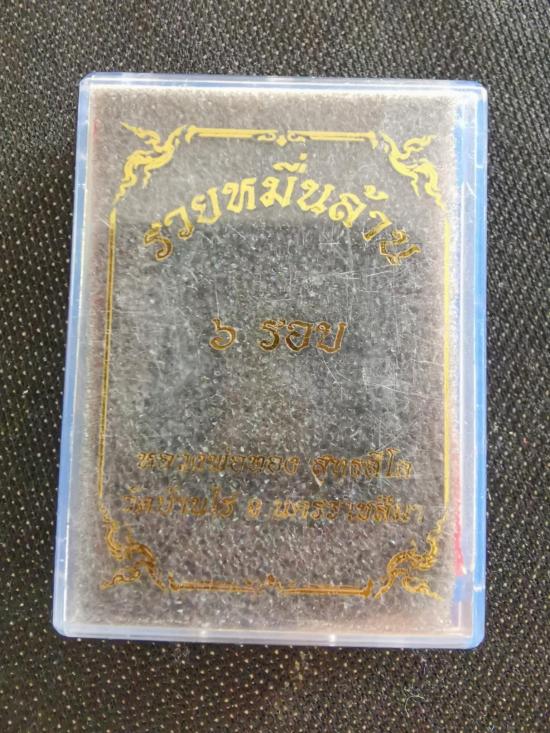 รวยหมื่นล้าน
๖ รอบ
หลวงพ่อทอง สุทธสีโล
วัดบ้านไร่ จ.นครราชสีมา